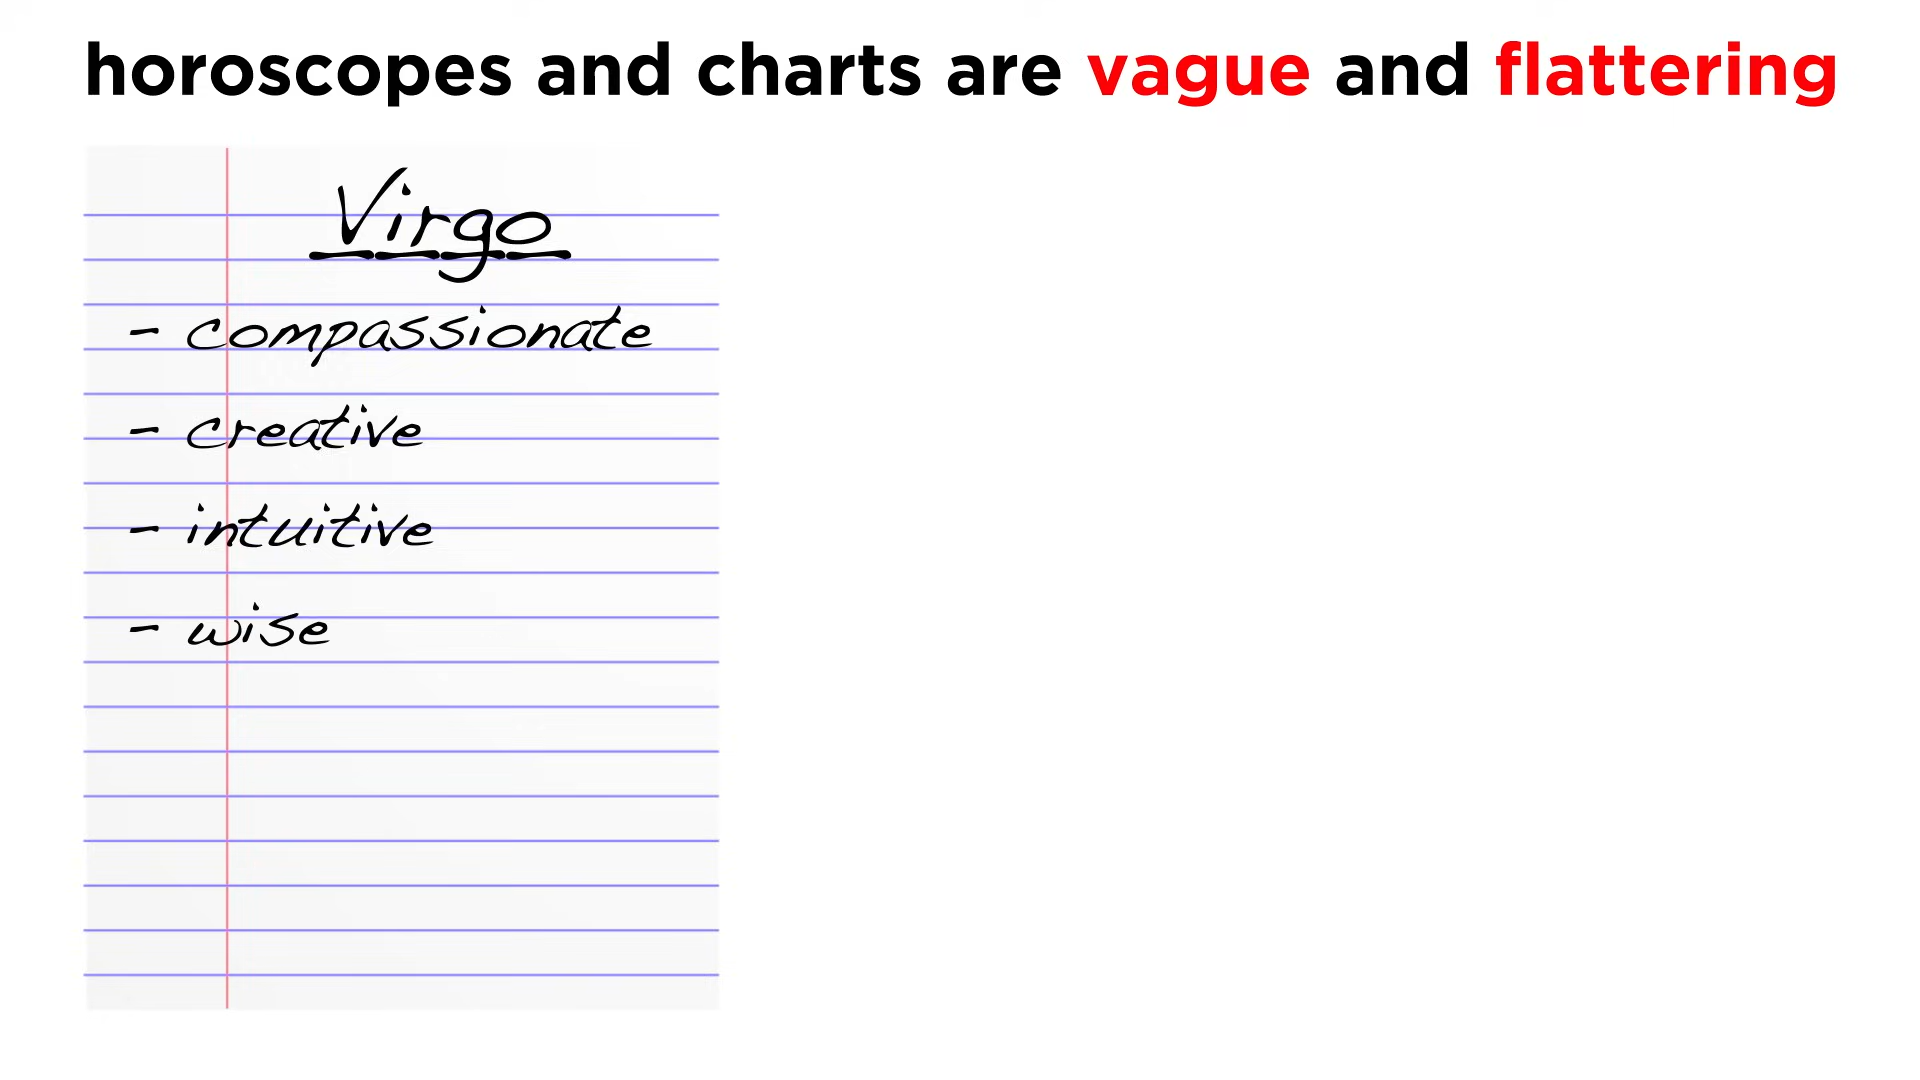 horoscopes and charts are vague and flattering
Virgo
- compassionate
- creative
- intuitive
- wise